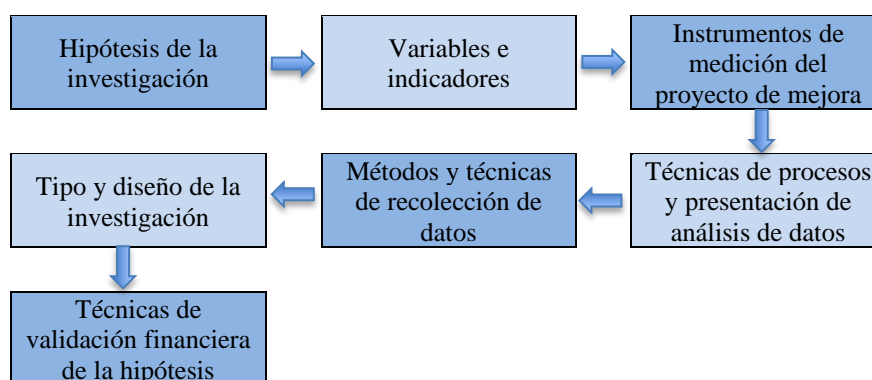 Hipótesis de la
investigación
Variables e
indicadores
Instrumentos de
medición del
proyecto de mejora
Técnicas de procesos
y presentación de
análisis de datos
Métodos y técnicas
de recolección de
datos
Tipo y diseño de la
investigación
Técnicas de
validación financiera
de la hipótesis